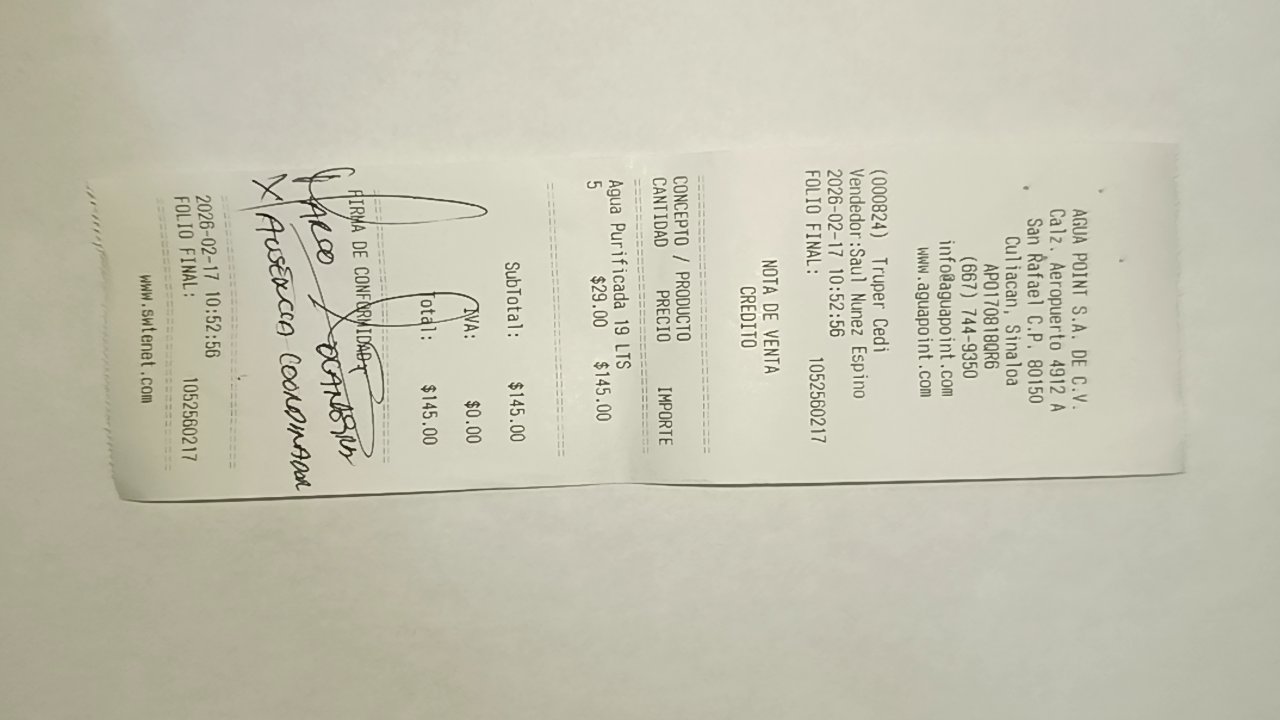 AGUA POINT S.A. DE C.V.
Calz. Aeropuerto 4912 A
San Rafael C.P. 80150
Culiacan, Sinaloa
APO170818QR6
(667) 744-9350
info@aguapoint.com
www.aguapoint.com
(000824) Truper Cedi
Vendedor:Saul Nunez Espino
2026-02-17 10:52:56
FOLIO FINAL: 1052560217
NOTA DE VENTA
CREDITO
CONCEPTO / PRODUCTO
CANTIDAD PRECIO IMPORTE
Agua Purificada 19 LTS
5 $29.00 $145.00
SubTotal: $145.00
IVA: $0.00
Total: $145.00
FIRMA DE CONFORMIDAD
MARCO
X AUSENCIA COORDINADOR
2026-02-17 10:52:56
FOLIO FINAL: 1052560217
www.swtenet.com